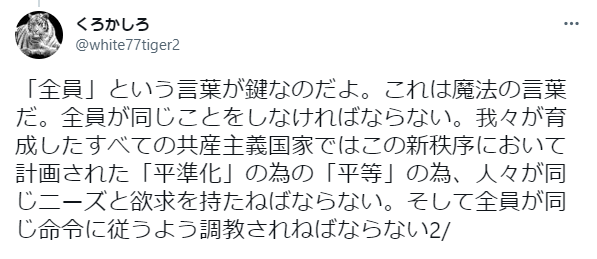 くろかしろ
@white77tiger2
「全員」という言葉が鍵なのだよ。これは魔法の言葉
だ。全員が同じことをしなければならない。我々が育
成したすべての共産主義国家ではこの新秩序において
計画された「平準化」の為の「平等」の為、人々が同
じニーズと欲求を持たねばならない。そして全員が同
じ命令に従うよう調教されねばならない2/